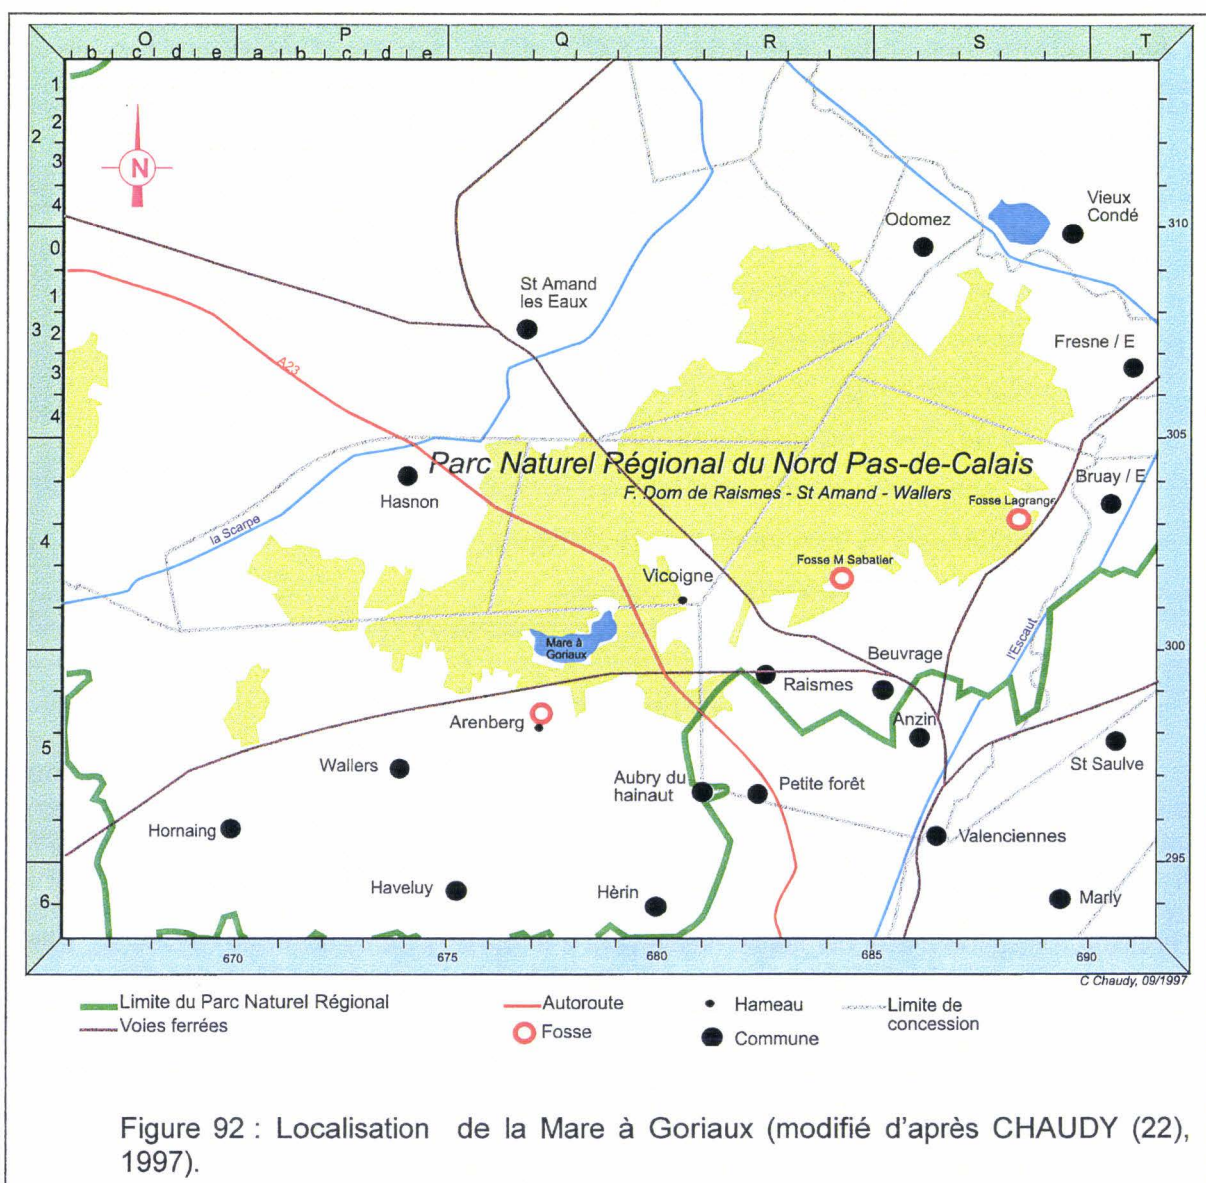 O P Q R S T
b c d e a b c d e
1
2
2
3
4
0
1
3
2
3
4
4
5
6
N
310
305
300
295
Vieux
Condé
Odomez
St Amand
les Eaux
Fresne / E
A23
Parc Naturel Régional du Nord Pas-de-Calais
F. Dom de Raismes - St Amand - Wallers
Bruay / E
Hasnon
Fosse Lagrange
la Scarpe
Fosse M Sabatier
Vicoigne
Mare à
Goriaux
l'Escaut
Beuvrage
Raismes
Arenberg
Anzin
Wallers
St Saulve
Aubry du
hainaut
Petite forêt
Hornaing
Valenciennes
Haveluy
Hèrin
Marly
670 675 680 685 690
C Chaudy, 09/1997
Limite du Parc Naturel Régional
Voies ferrées
Autoroute
Fosse
Hameau
Commune
Limite de
concession
Figure 92 : Localisation de la Mare à Goriaux (modifié d'après CHAUDY (22),
1997).